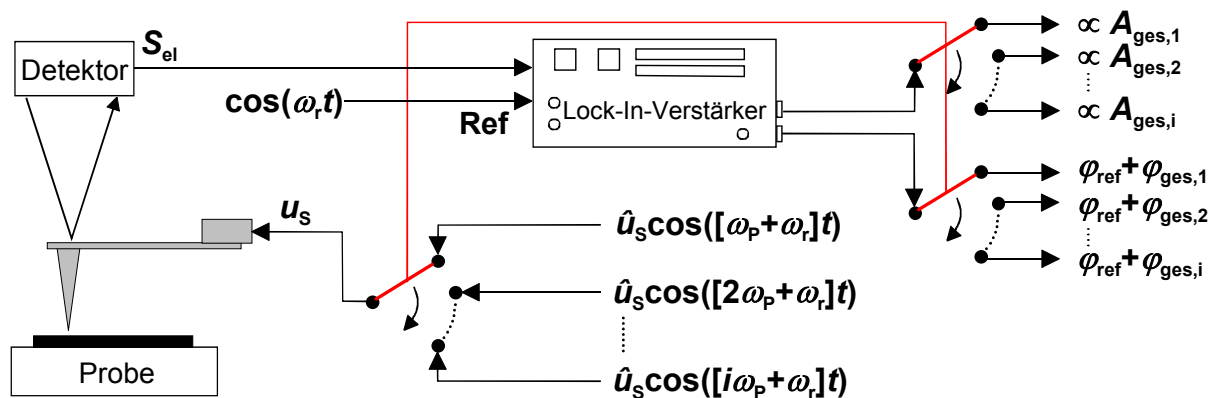 Detektor
S_el
cos(ω_r t)
Ref
Lock-In-Verstärker
∝ A_ges,1
∝ A_ges,2
∝ A_ges,i
φ_ref+φ_ges,1
φ_ref+φ_ges,2
φ_ref+φ_ges,i
u_S
û_S cos([ω_P+ω_r]t)
û_S cos([2ω_P+ω_r]t)
û_S cos([iω_P+ω_r]t)
Probe